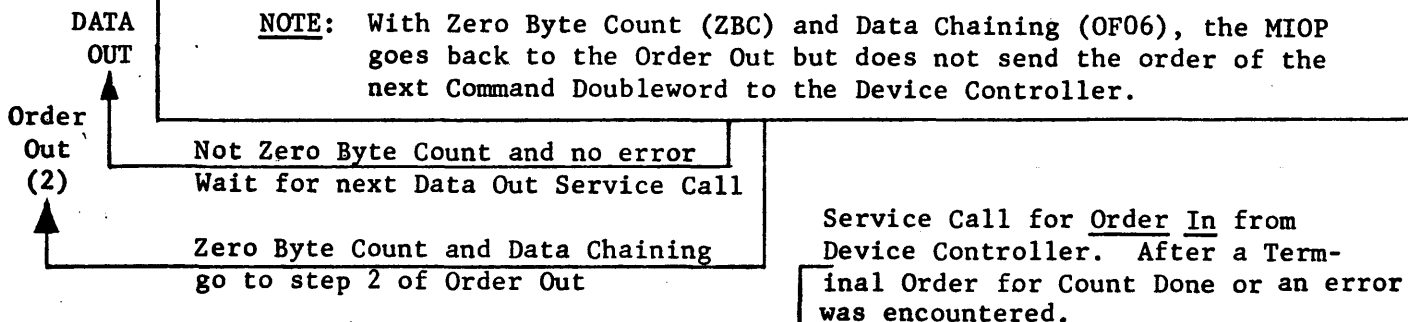 DATA
OUT
NOTE: With Zero Byte Count (ZBC) and Data Chaining (OF06), the MIOP
goes back to the Order Out but does not send the order of the
next Command Doubleword to the Device Controller.
Order
Out
(2)
Not Zero Byte Count and no error
Wait for next Data Out Service Call
Zero Byte Count and Data Chaining
go to step 2 of Order Out
Service Call for Order In from
Device Controller. After a Term-
inal Order for Count Done or an error
was encountered.